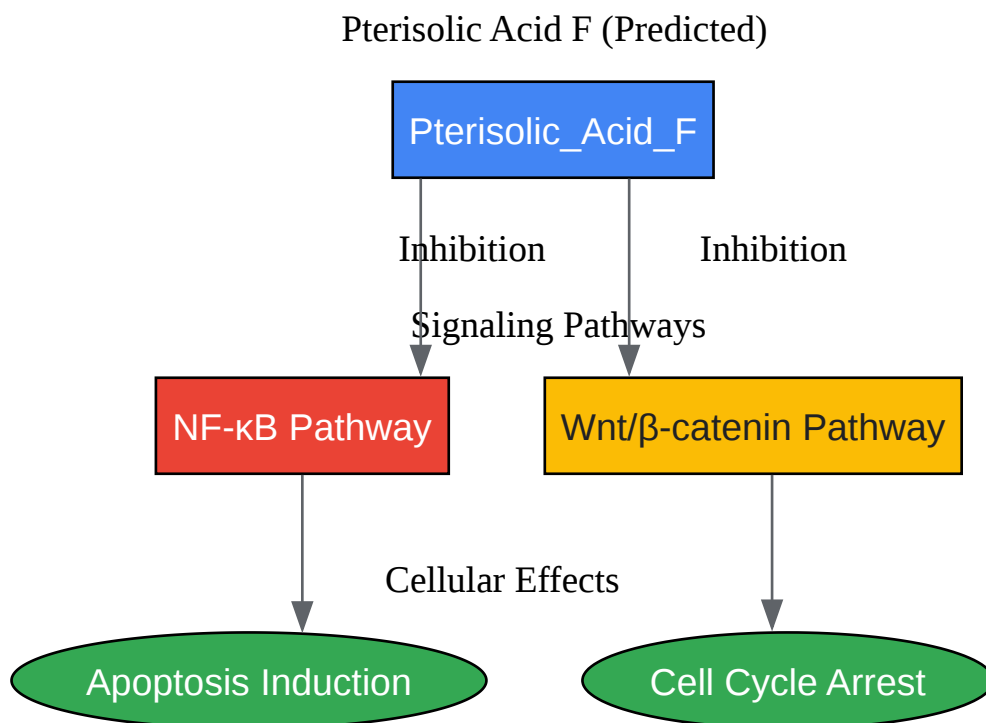 Pterisolic Acid F (Predicted)
Pterisolic_Acid_F
Inhibition
Inhibition
Signaling Pathways
NF-κB Pathway
Wnt/β-catenin Pathway
Cellular Effects
Apoptosis Induction
Cell Cycle Arrest